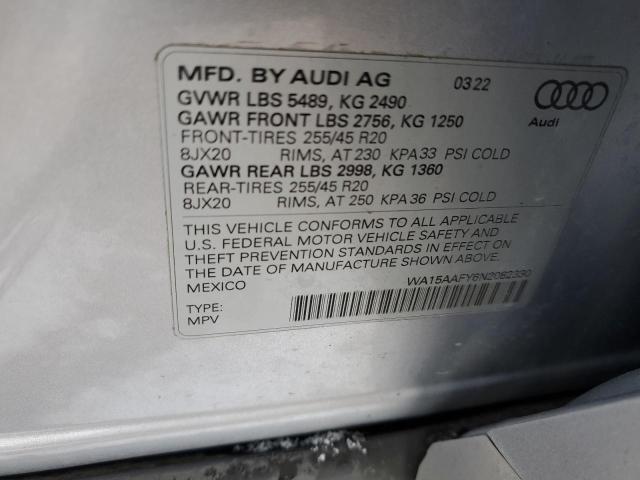 MFD. BY AUDI AG 03.22
GVWR LBS 5489, KG 2490
GAWR FRONT LBS 2756, KG 1250
FRONT-TIRES 255/45 R20
8JX20 RIMS, AT 230 KPA 33 PSI COLD
GAWR REAR LBS 2998, KG 1360
REAR-TIRES 255/45 R20
8JX20 RIMS, AT 250 KPA 36 PSI COLD
Audi
THIS VEHICLE CONFORMS TO ALL APPLICABLE
U.S. FEDERAL MOTOR VEHICLE SAFETY AND
THEFT PREVENTION STANDARDS IN EFFECT ON
THE DATE OF MANUFACTURE SHOWN ABOVE.
MEXICO
WA15AAFY6N2062330
TYPE:
MPV